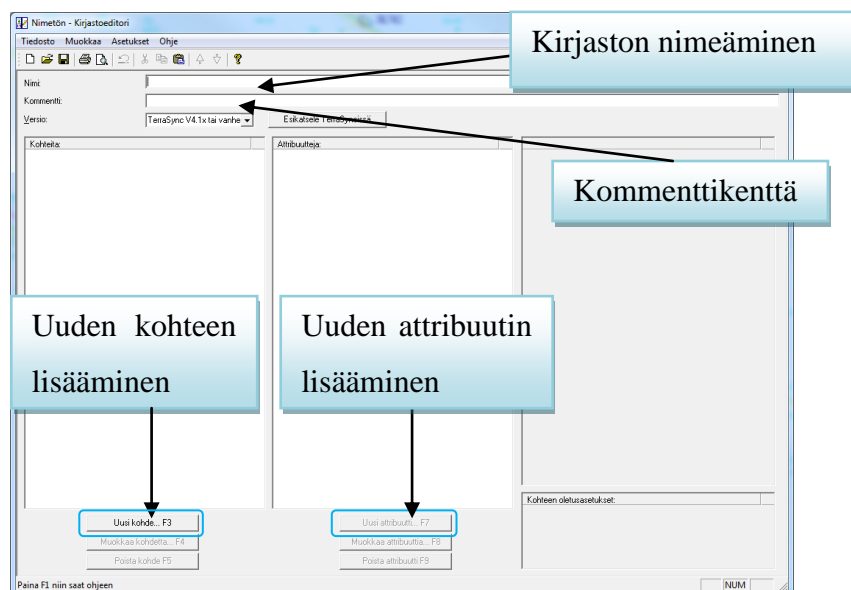 Nimetön - Kirjastoeditori
Tiedosto Muokkaa Asetukset Ohje
Kirjaston nimeäminen
Nimi:
Kommentti:
Versio: TerraSync V4.1x tai vanhe Esikatsele TerraSyncissä
Kohteita: Attribuutteja:
Kommenttikenttä
Uuden kohteen
lisääminen
Uuden attribuutin
lisääminen
Kohteen oletusasetukset:
Uusi kohde... F3 Uusi attribuutti... F7
Muokkaa kohdetta... F4 Muokkaa attribuuttia... F8
Poista kohde F5 Poista attribuutti F9
Paina F1 niin saat ohjeen NUM